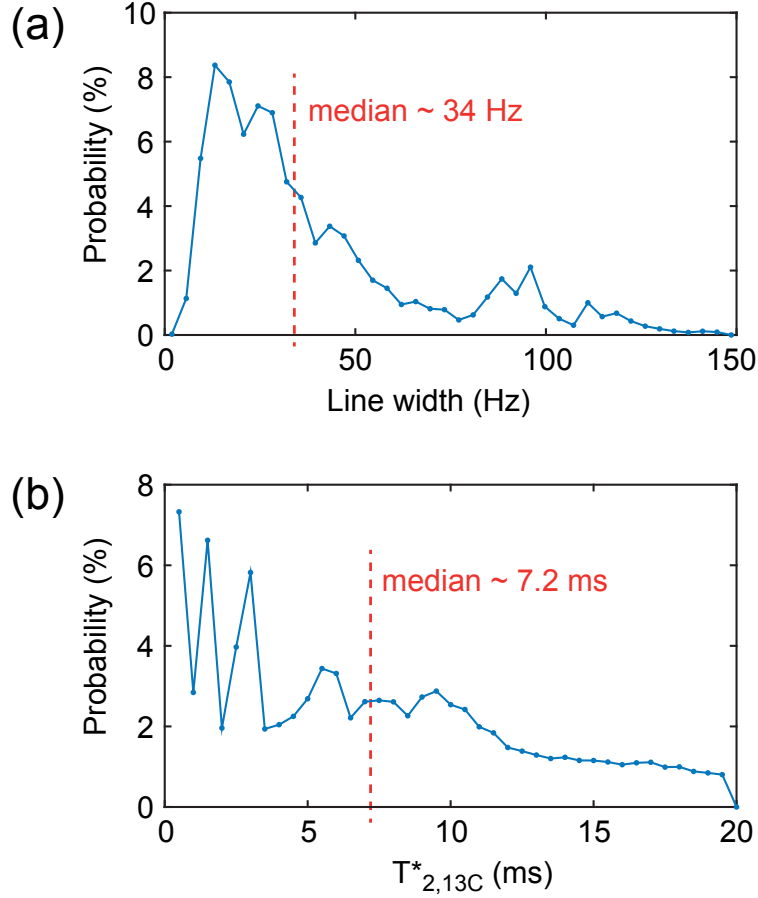 (a)
10
8
6
4
2
0
Probability (%)
median ~ 34 Hz
0 50 100 150
Line width (Hz)
(b)
8
6
4
2
0
Probability (%)
median ~ 7.2 ms
0 5 10 15 20
T*2,13C (ms)